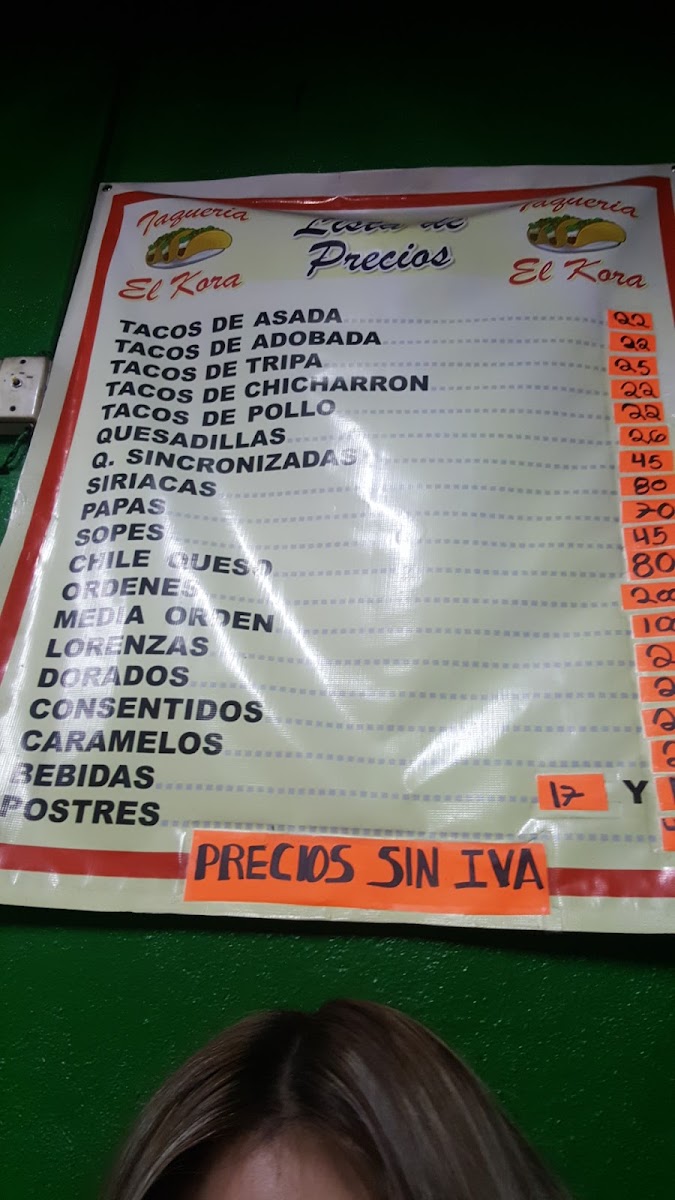 Taqueria
El Kora
Lista de
Precios
Taqueria
El Kora
TACOS DE ASADA 22
TACOS DE ADOBADA 22
TACOS DE TRIPA 25
TACOS DE CHICHARRON 22
TACOS DE POLLO 22
QUESADILLAS 26
Q. SINCRONIZADAS 45
SIRIACAS 80
PAPAS 70
SOPES 45
CHILE QUESO 80
ORDENES
MEDIA ORDEN
LORENZAS
DORADOS
CONSENTIDOS
CARAMELOS
BEBIDAS 17 Y
POSTRES
PRECIOS SIN IVA